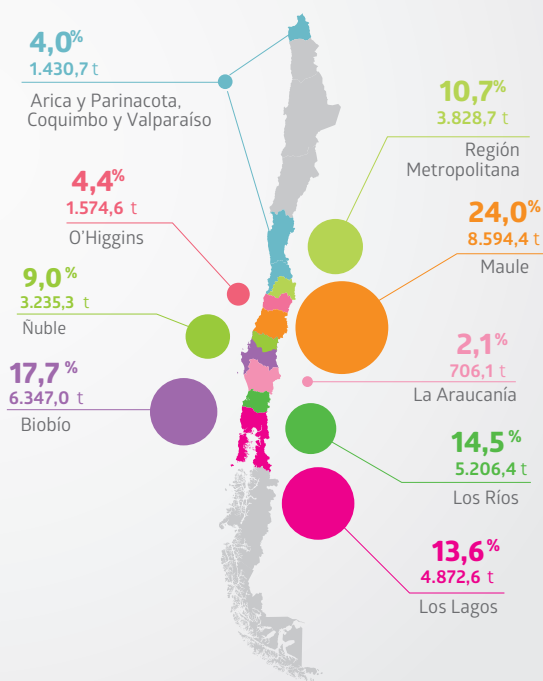 4,0%
1.430,7 t
Arica y Parinacota,
Coquimbo y Valparaíso
10,7%
3.828,7 t
Región
Metropolitana
4,4%
1.574,6 t
O'Higgins
24,0%
8.594,4 t
Maule
9,0%
3.235,3 t
Ñuble
2,1%
706,1 t
La Araucanía
17,7%
6.347,0 t
Biobío
14,5%
5.206,4 t
Los Ríos
13,6%
4.872,6 t
Los Lagos